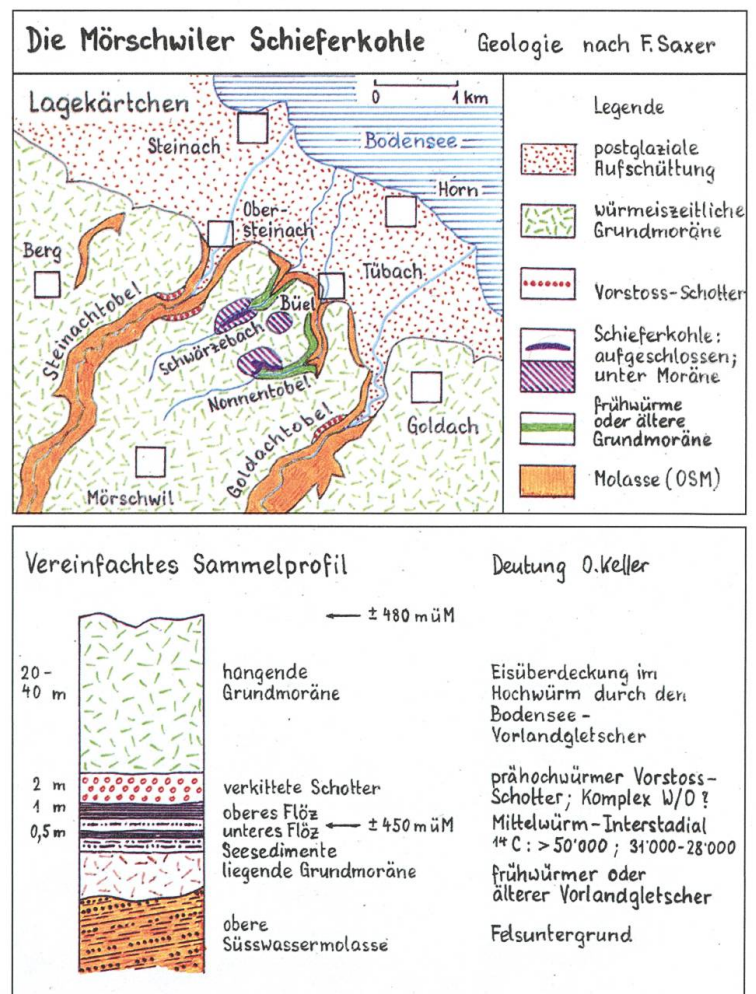 Die Mörschwiler Schieferkohle
Geologie nach F. Saxer
Lagekärtchen
0 1 km
Steinach
Bodensee
Horn
Ober-
steinach
Berg
Tübach
Büel
Steinachtobel
Schwärzebach
Nonnentobel
Goldach
Goldachtobel
Mörschwil
Legende
postglaziale
Aufschüttung
würmeiszeitliche
Grundmoräne
Vorstoss-Schotter
Schieferkohle:
aufgeschlossen;
unter Moräne
frühwürme
oder ältere
Grundmoräne
Molasse (OSM)
Vereinfachtes Sammelprofil
Deutung O. Keller
± 480 müM
20-
40 m
hangende
Grundmoräne
Eisüberdeckung im
Hochwürm durch den
Bodensee-
Vorlandgletscher
2 m
verkittete Schotter
prähochwürmer Vorstoss-
Schotter; Komplex W/O ?
1 m
oberes Flöz
0,5 m
unteres Flöz
± 450 müM
Mittelwürm-Interstadial
Seesedimente
14C : > 50'000 ; 31'000-28'000
liegende Grundmoräne
frühwürmer oder
älterer Vorlandgletscher
obere
Süsswassermolasse
Felsuntergrund